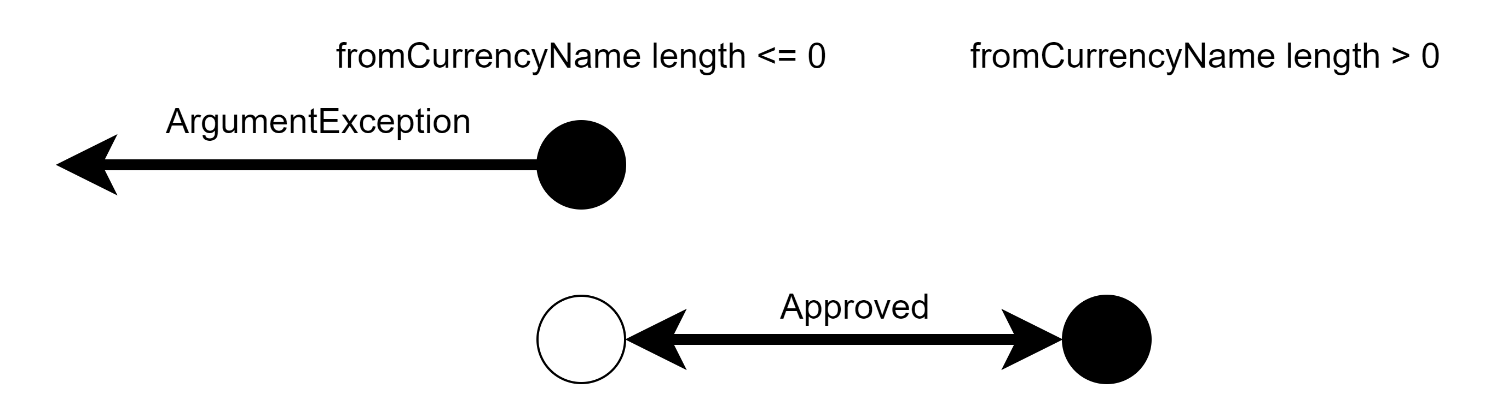 fromCurrencyName length <= 0
fromCurrencyName length > 0
ArgumentException
Approved